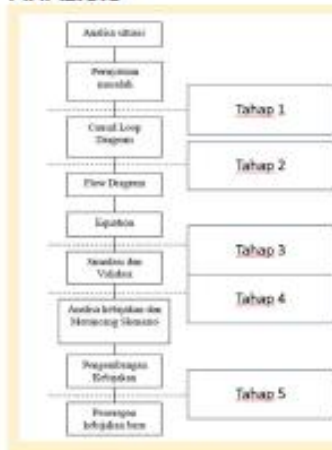 Analisa situasi
Pernyataan
masalah
Tahap 1
Causal Loop
Diagram
Tahap 2
Flow Diagram
Equation
Tahap 3
Simulasi dan
Validasi
Tahap 4
Analisa kebijakan dan
Merancang Skenario
Pengembangan
Kebijakan
Tahap 5
Penerapan
kebijakan baru